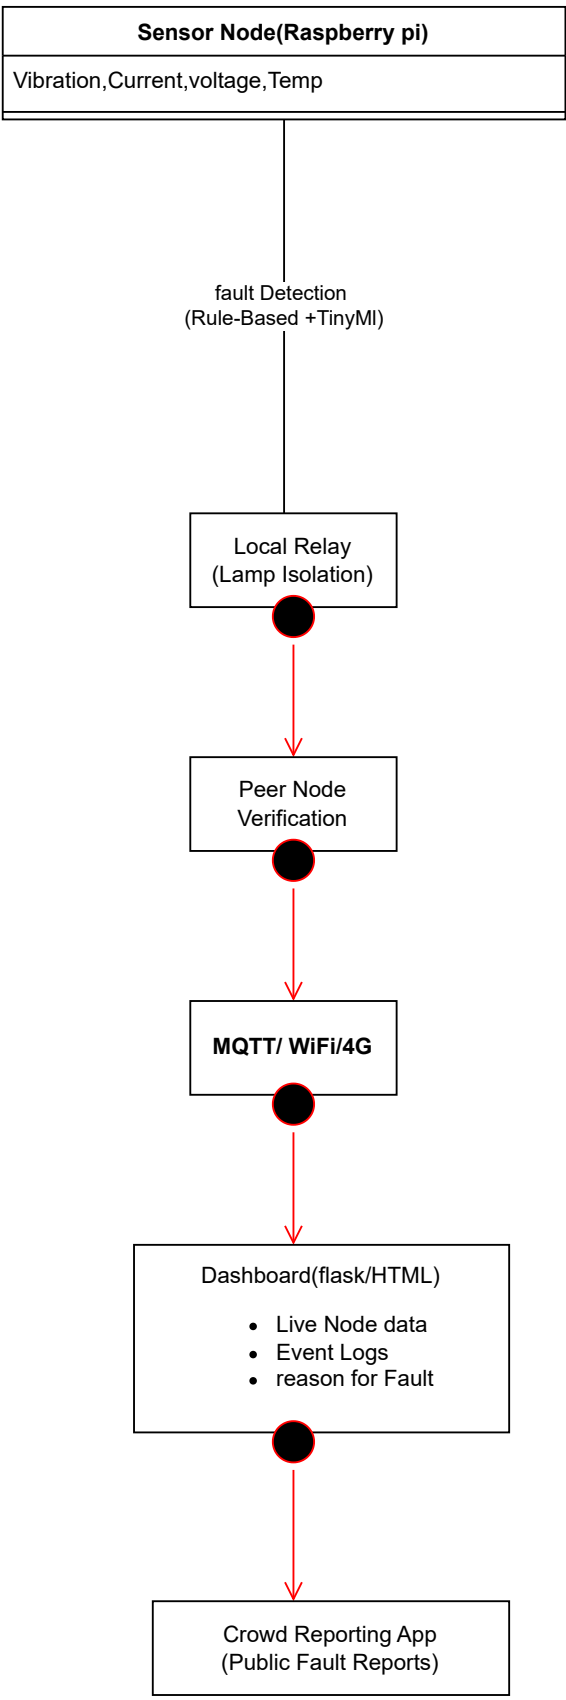 Sensor Node(Raspberry pi)
Vibration,Current,voltage,Temp
fault Detection
(Rule-Based +TinyMl)
Local Relay
(Lamp Isolation)
Peer Node
Verification
MQTT/ WiFi/4G
Dashboard(flask/HTML)
• Live Node data
• Event Logs
• reason for Fault
Crowd Reporting App
(Public Fault Reports)